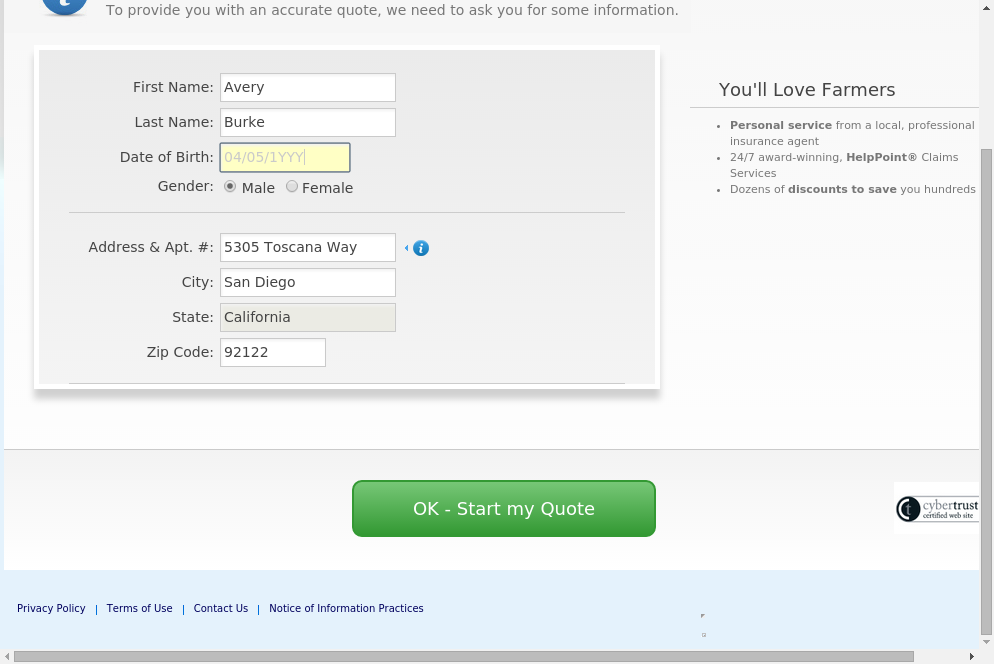 To provide you with an accurate quote, we need to ask you for some information.
First Name: Avery
Last Name: Burke
Date of Birth: 04/05/1YYY
Gender: Male Female
Address & Apt. #: 5305 Toscana Way
City: San Diego
State: California
Zip Code: 92122
You'll Love Farmers
Personal service from a local, professional
insurance agent
24/7 award-winning, HelpPoint® Claims
Services
Dozens of discounts to save you hundreds
OK - Start my Quote
cybertrust
certified web site
Privacy Policy | Terms of Use | Contact Us | Notice of Information Practices